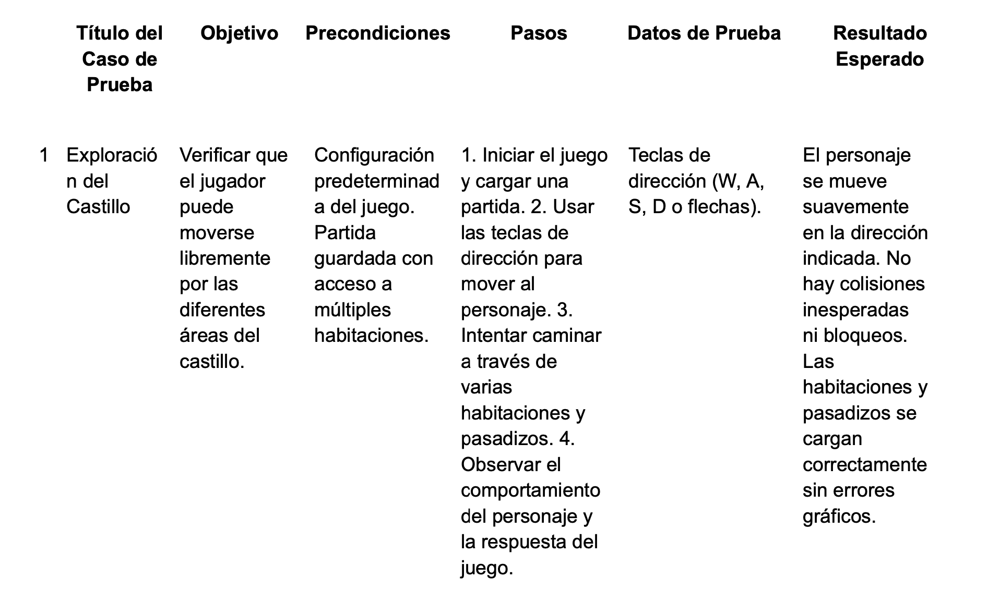 Título del
Caso de
Prueba
Objetivo
Precondiciones
Pasos
Datos de Prueba
Resultado
Esperado
1
Exploració
n del
Castillo
Verificar que
el jugador
puede
moverse
libremente
por las
diferentes
áreas del
castillo.
Configuración
predeterminad
a del juego.
Partida
guardada con
acceso a
múltiples
habitaciones.
1. Iniciar el juego
y cargar una
partida. 2. Usar
las teclas de
dirección para
mover al
personaje. 3.
Intentar caminar
a través de
varias
habitaciones y
pasadizos. 4.
Observar el
comportamiento
del personaje y
la respuesta del
juego.
Teclas de
dirección (W, A,
S, D o flechas).
El personaje
se mueve
suavemente
en la dirección
indicada. No
hay colisiones
inesperadas
ni bloqueos.
Las
habitaciones y
pasadizos se
cargan
correctamente
sin errores
gráficos.